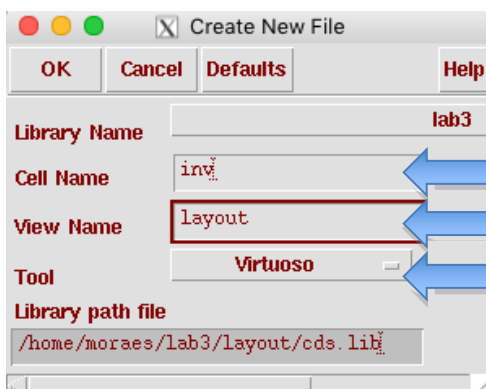 X Create New File
OK Cancel Defaults Help
Library Name lab3
Cell Name inv
View Name layout
Tool Virtuoso
Library path file
/home/moraes/lab3/layout/cds.lib